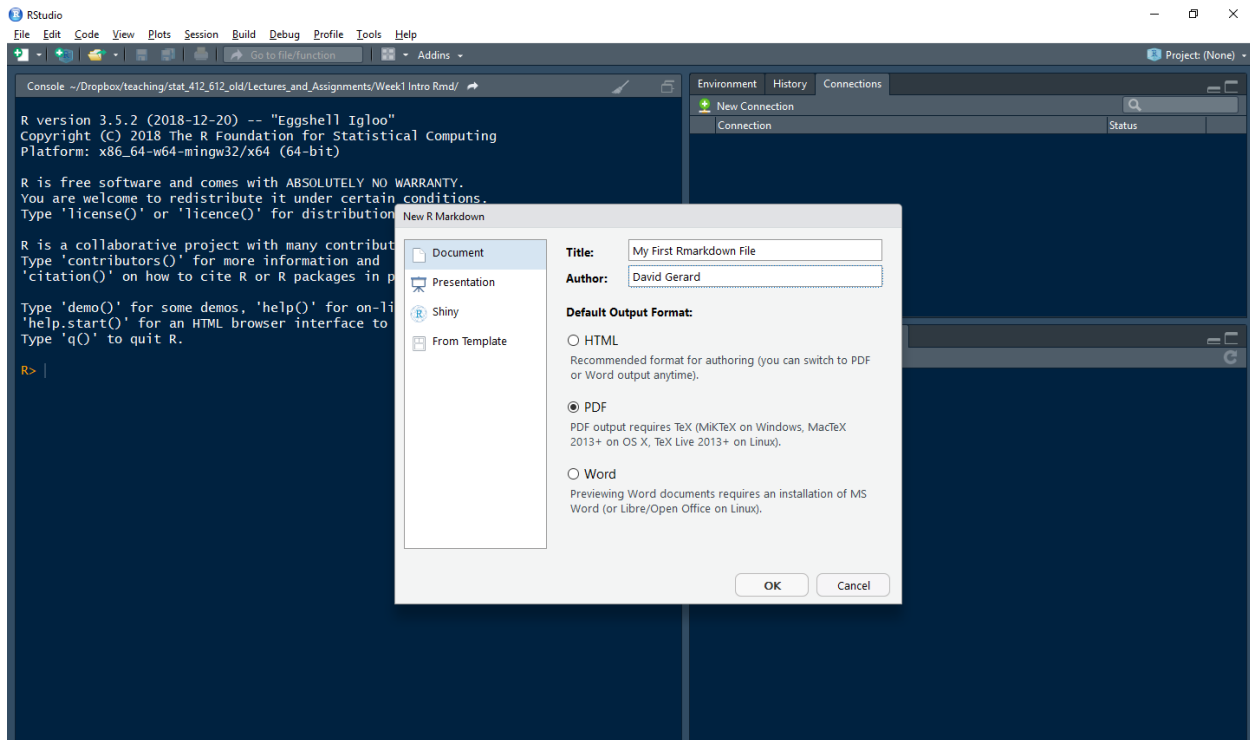 RStudio
File Edit Code View Plots Session Build Debug Profile Tools Help
Go to file/function Addins Project: (None)
Console ~/Dropbox/teaching/stat_412_612_old/Lectures_and_Assignments/Week1 Intro Rmd/
R version 3.5.2 (2018-12-20) -- "Eggshell Igloo"
Copyright (C) 2018 The R Foundation for Statistical Computing
Platform: x86_64-w64-mingw32/x64 (64-bit)
R is free software and comes with ABSOLUTELY NO WARRANTY.
You are welcome to redistribute it under certain conditions.
Type 'license()' or 'licence()' for distribution
R is a collaborative project with many contribut
Type 'contributors()' for more information and
'citation()' on how to cite R or R packages in p
Type 'demo()' for some demos, 'help()' for on-li
'help.start()' for an HTML browser interface to
Type 'q()' to quit R.
R>
Environment History Connections
New Connection
Connection Status
New R Markdown
Document
Presentation
R Shiny
From Template
Title: My First Rmarkdown File
Author: David Gerard
Default Output Format:
HTML
Recommended format for authoring (you can switch to PDF
or Word output anytime).
PDF
PDF output requires TeX (MiKTeX on Windows, MacTeX
2013+ on OS X, TeX Live 2013+ on Linux).
Word
Previewing Word documents requires an installation of MS
Word (or Libre/Open Office on Linux).
OK Cancel